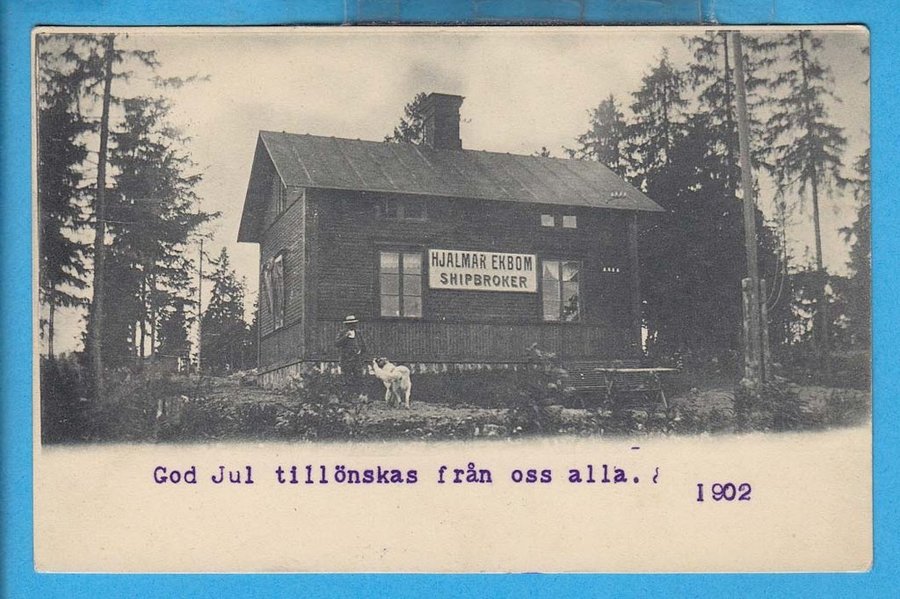 HJALMAR EKBOM
SHIPBROKER
God Jul tillönskas från oss alla.
1902